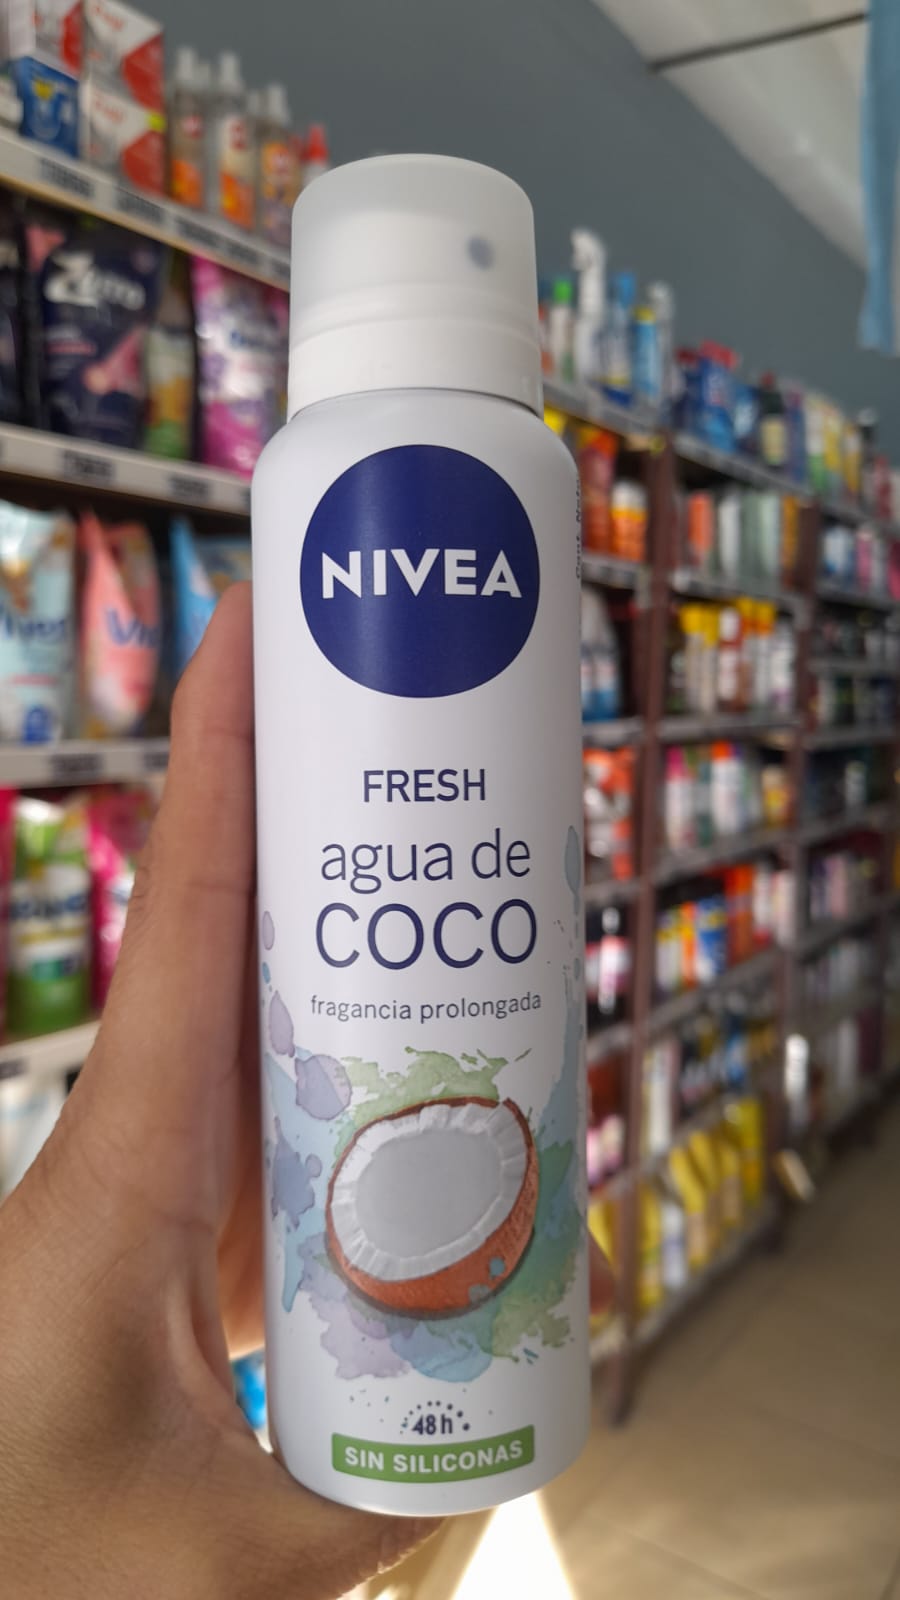 NIVEA
FRESH
agua de
COCO
fragancia prolongada
48h
SIN SILICONAS